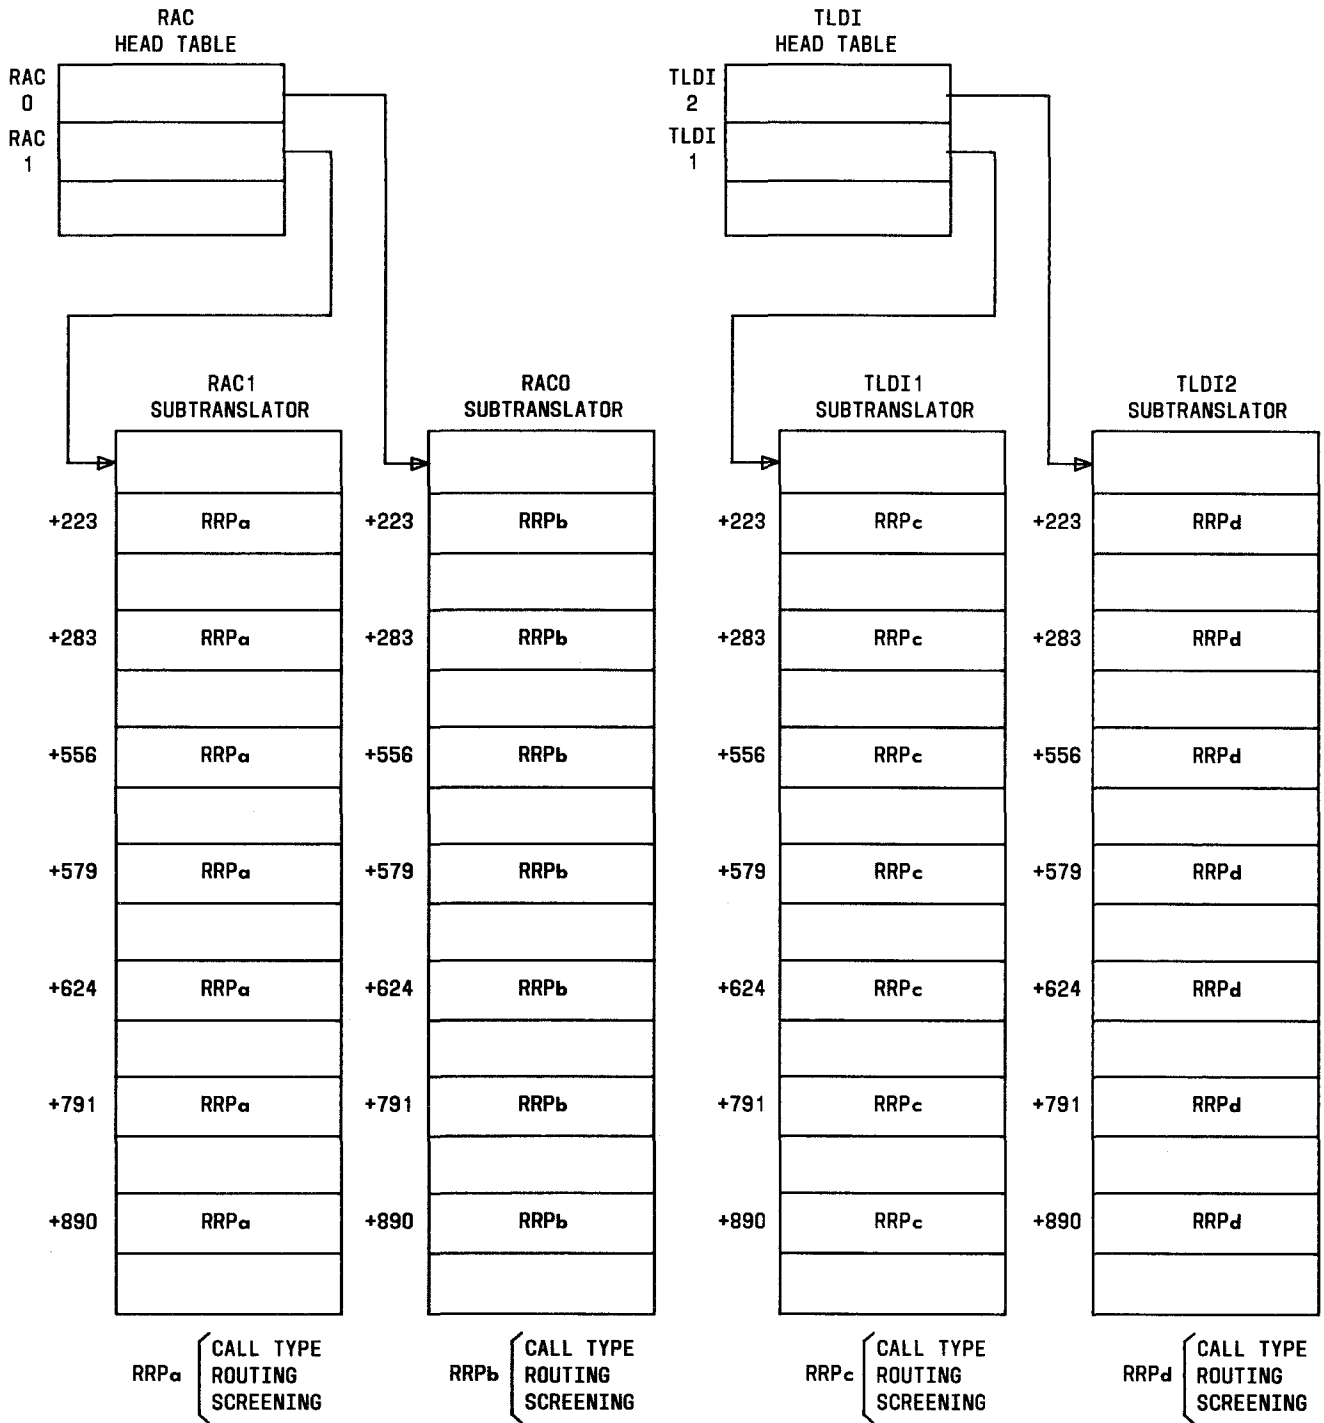 RAC
HEAD TABLE
RAC
0
RAC
1
TLDI
HEAD TABLE
TLDI
2
TLDI
1
RAC1
SUBTRANSLATOR
RAC0
SUBTRANSLATOR
TLDI1
SUBTRANSLATOR
TLDI2
SUBTRANSLATOR
+223 RRPa +223 RRPb +223 RRPc +223 RRPd
+283 RRPa +283 RRPb +283 RRPc +283 RRPd
+556 RRPa +556 RRPb +556 RRPc +556 RRPd
+579 RRPa +579 RRPb +579 RRPc +579 RRPd
+624 RRPa +624 RRPb +624 RRPc +624 RRPd
+791 RRPa +791 RRPb +791 RRPc +791 RRPd
+890 RRPa +890 RRPb +890 RRPc +890 RRPd
RRPa
CALL TYPE
ROUTING
SCREENING
RRPb
CALL TYPE
ROUTING
SCREENING
RRPc
CALL TYPE
ROUTING
SCREENING
RRPd
CALL TYPE
ROUTING
SCREENING